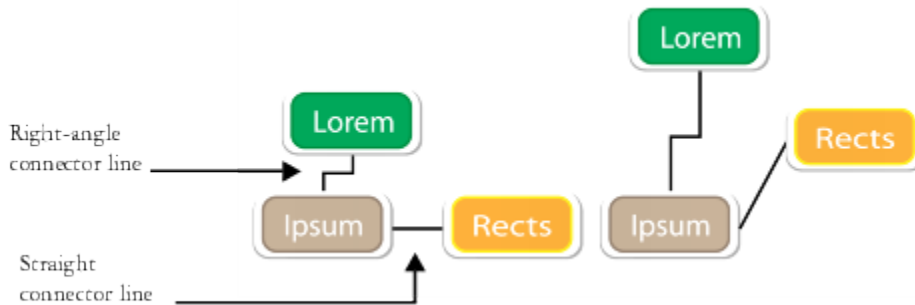 Lorem
Lorem
Right-angle
connector line
Rects
Ipsum
Rects
Ipsum
Straight
connector line